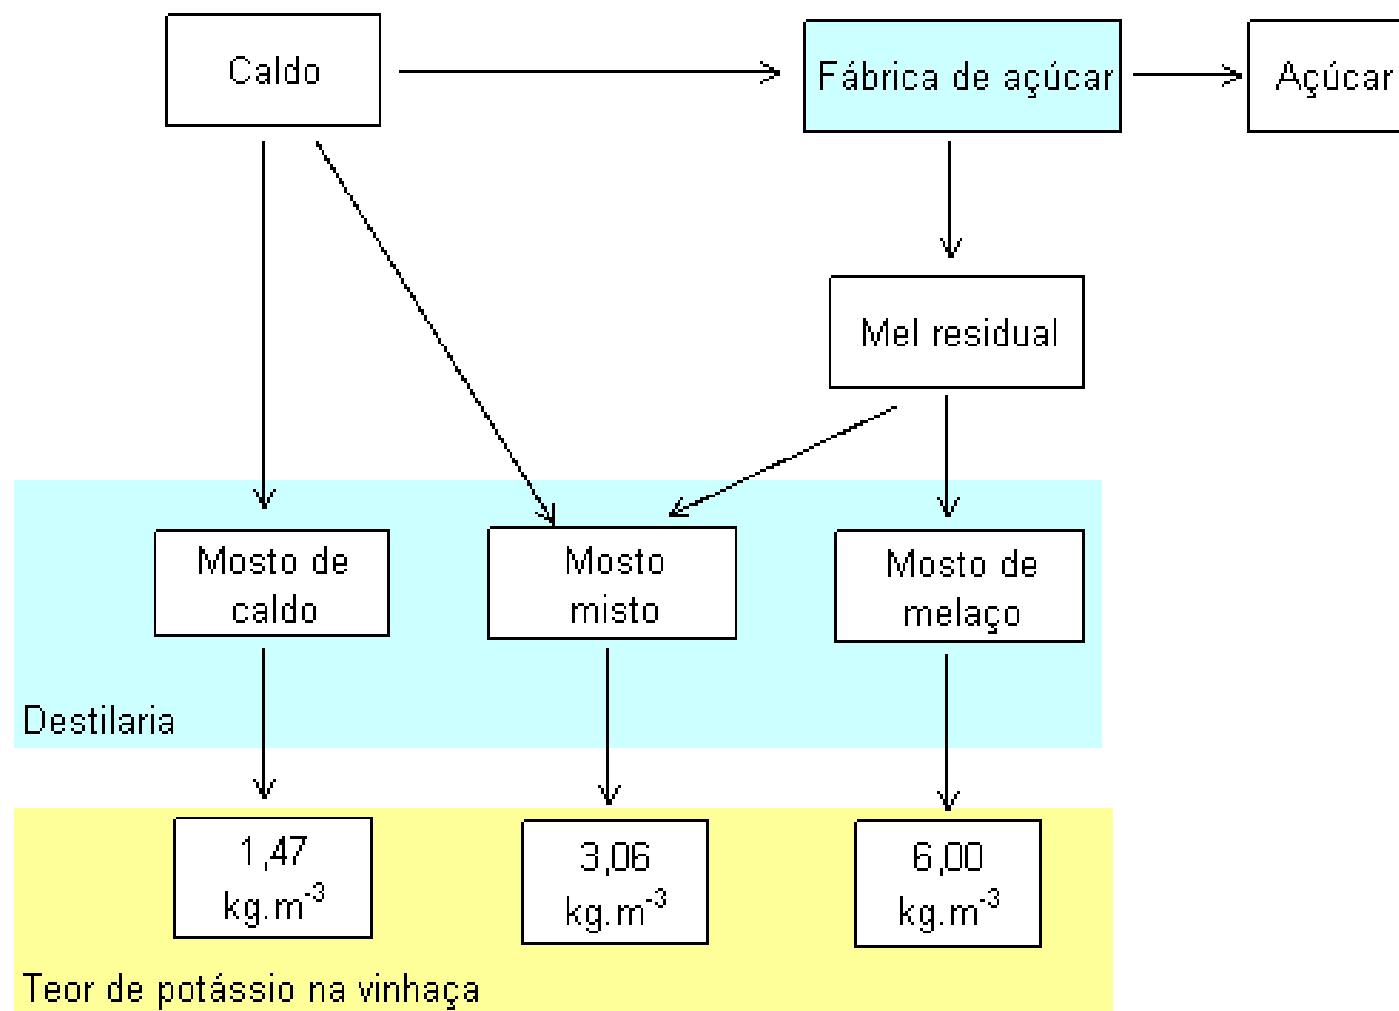 Caldo
Fábrica de açúcar
Açúcar
Mel residual
Mosto de
caldo
Mosto
misto
Mosto de
melaço
Destilaria
1,47
kg.m-3
3,06
kg.m-3
6,00
kg.m-3
Teor de potássio na vinhaça